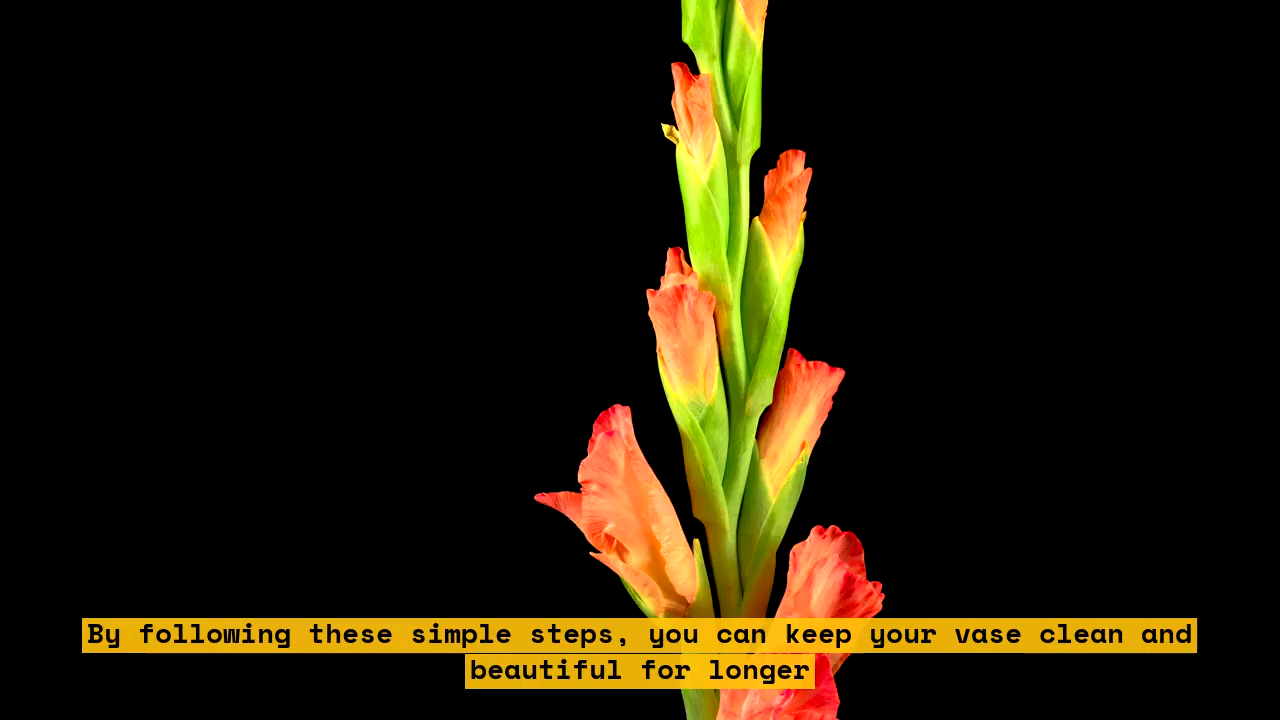 By following these simple steps, you can keep your vase clean and
beautiful for longer